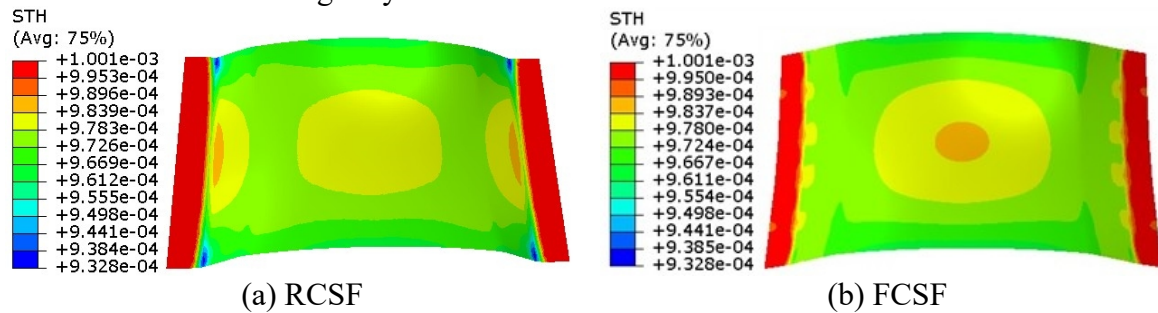 STH
(Avg: 75%)
+1.001e-03
+9.953e-04
+9.896e-04
+9.839e-04
+9.783e-04
+9.726e-04
+9.669e-04
+9.612e-04
+9.555e-04
+9.498e-04
+9.441e-04
+9.384e-04
+9.328e-04
(a) RCSF
STH
(Avg: 75%)
+1.001e-03
+9.950e-04
+9.893e-04
+9.837e-04
+9.780e-04
+9.724e-04
+9.667e-04
+9.611e-04
+9.554e-04
+9.498e-04
+9.441e-04
+9.385e-04
+9.328e-04
(b) FCSF